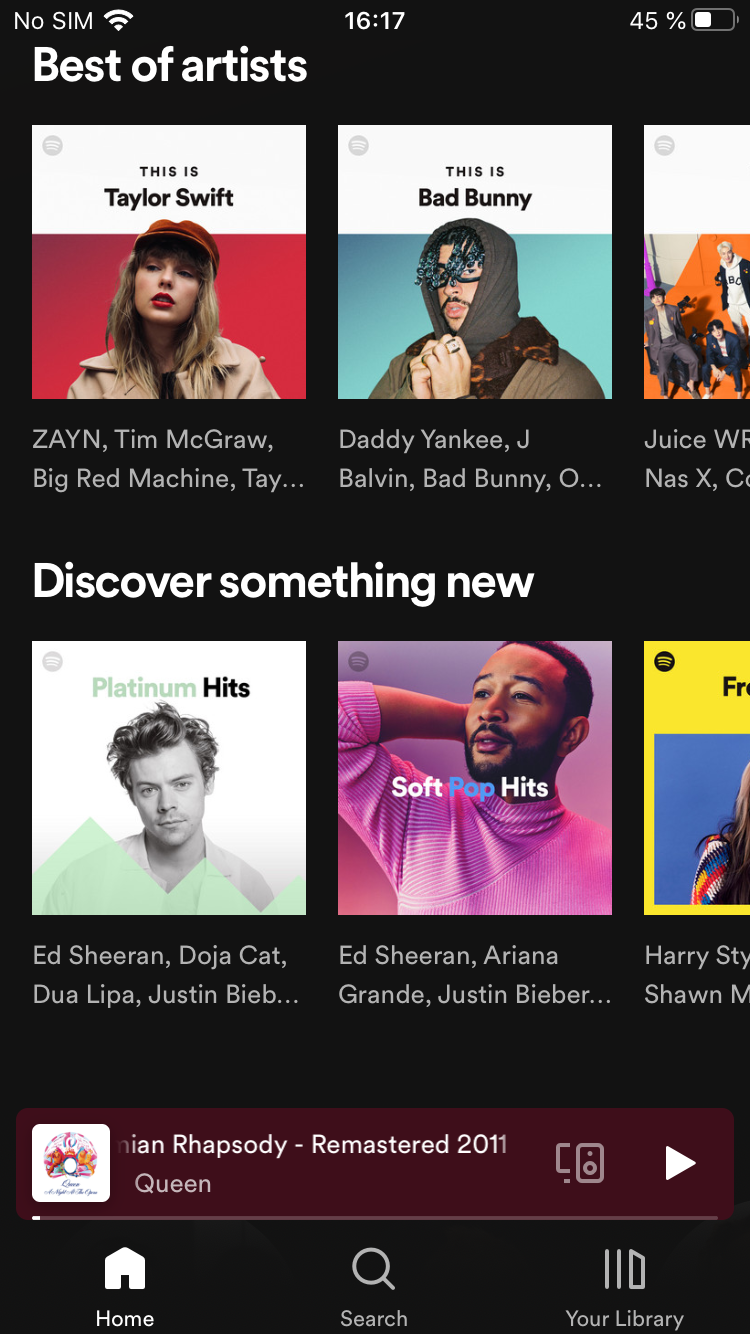 No SIM 16:17 45 %
Best of artists
THIS IS
Taylor Swift
THIS IS
Bad Bunny
ZAYN, Tim McGraw,
Big Red Machine, Tay...
Daddy Yankee, J
Balvin, Bad Bunny, O...
Juice WR
Nas X, Co
Discover something new
Platinum Hits
Soft Pop Hits
Fre
Ed Sheeran, Doja Cat,
Dua Lipa, Justin Bieb...
Ed Sheeran, Ariana
Grande, Justin Bieber...
Harry Sty
Shawn M
Queen
A Night At The Opera
mian Rhapsody - Remastered 2011
Queen
Home
Search
Your Library